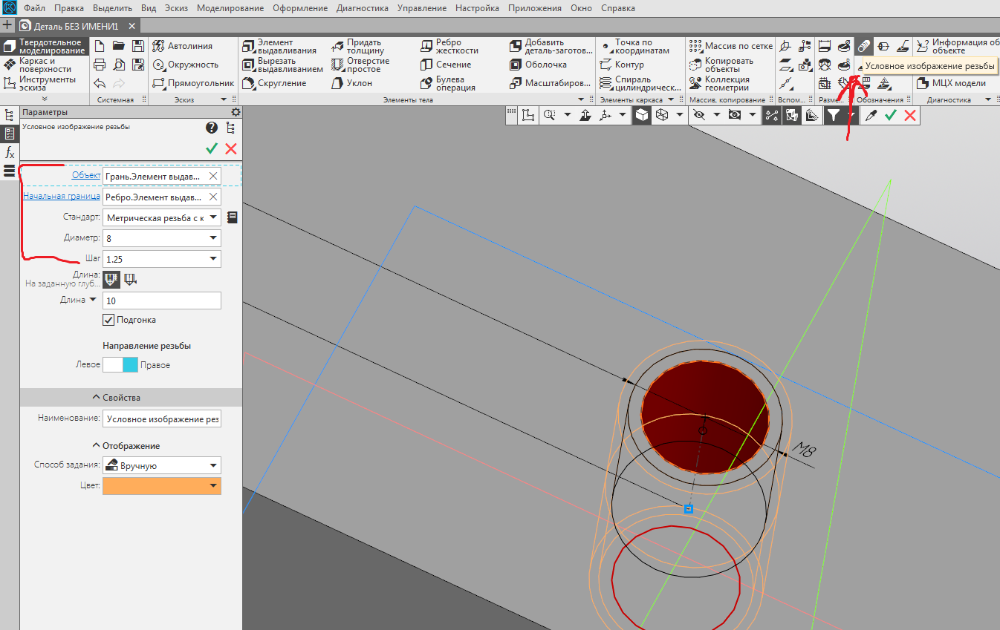 Файл Правка Выделить Вид Эскиз Моделирование Оформление Диагностика Управление Настройка Приложения Окно Справка
Деталь БЕЗ ИМЕНИ1
Твердотельное
моделирование
Каркас и
поверхности
Инструменты
эскиза
Системная
Автолиния
Окружность
Прямоугольник
Эскиз
Элемент
выдавливания
Вырезать
выдавливанием
Скругление
Придать
толщину
Отверстие
простое
Уклон
Ребро
жесткости
Сечение
Булева
операция
Добавить
деталь-заготов...
Оболочка
Масштабиров...
Элементы тела
Точка по
координатам
Контур
Спираль
цилиндрическ...
Элементы каркаса
Массив по сетке
Копировать
объекты
Коллекция
геометрии
Массив, копирование
Вспом...
Разме...
Обозначения
Информация об
объекте
Условное изображение резьбы
МЦХ модели
Диагностика
Параметры
Условное изображение резьбы
Объект Грань.Элемент выдав...
Начальная граница Ребро.Элемент выдав...
Стандарт: Метрическая резьба с к
Диаметр: 8
Шаг 1.25
Длина:
На заданную глуб...
Длина 10
Подгонка
Направление резьбы
Левое Правое
Свойства
Наименование: Условное изображение рез
Отображение
Способ задания: Вручную
Цвет:
M8